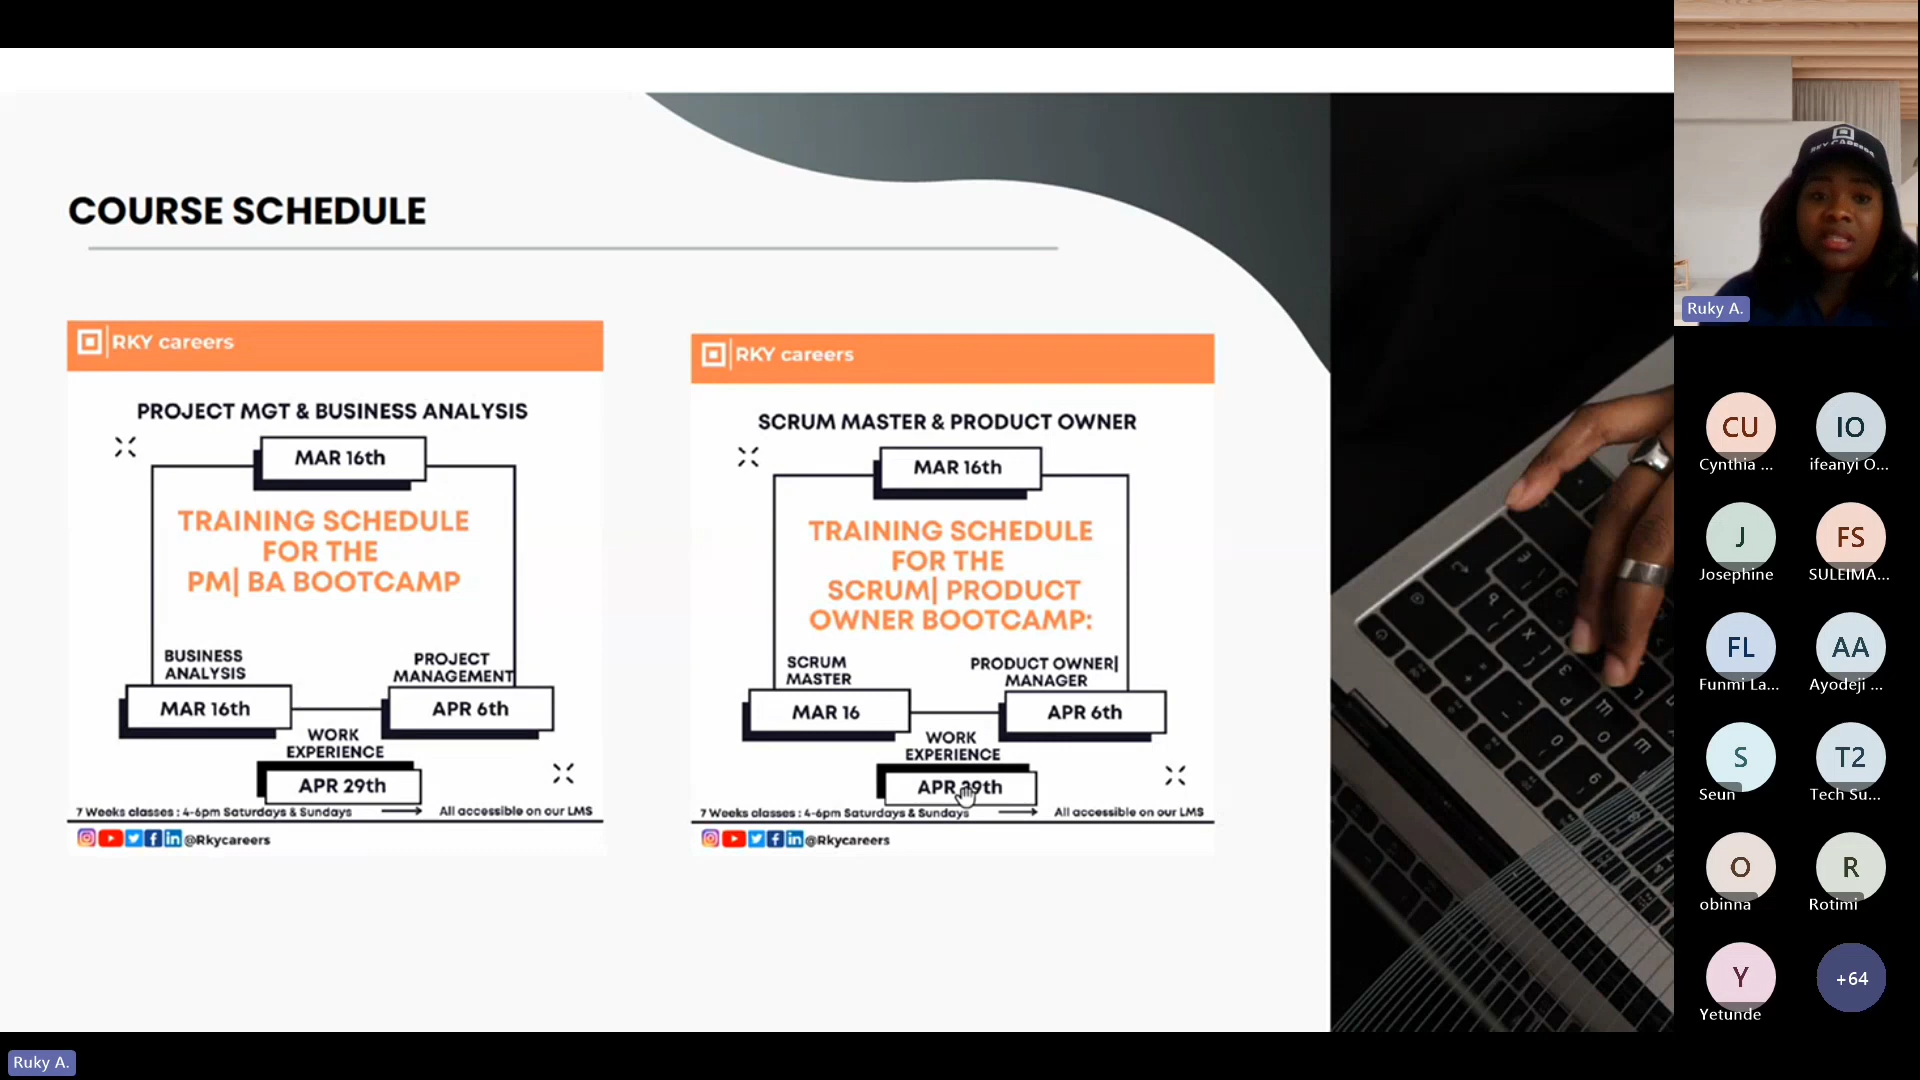 COURSE SCHEDULE
RKY careers
PROJECT MGT & BUSINESS ANALYSIS
MAR 16th
TRAINING SCHEDULE
FOR THE
PM| BA BOOTCAMP
BUSINESS
ANALYSIS
MAR 16th
PROJECT
MANAGEMENT
APR 6th
WORK
EXPERIENCE
APR 29th
7 Weeks classes : 4-6pm Saturdays & Sundays
All accessible on our LMS
@Rkycareers
RKY careers
SCRUM MASTER & PRODUCT OWNER
MAR 16th
TRAINING SCHEDULE
FOR THE
SCRUM| PRODUCT
OWNER BOOTCAMP:
SCRUM
MASTER
MAR 16
PRODUCT OWNER|
MANAGER
APR 6th
WORK
EXPERIENCE
APR 29th
7 Weeks classes : 4-6pm Saturdays & Sundays
All accessible on our LMS
@Rkycareers
RKY CAREERS
Ruky A.
CU
Cynthia ...
IO
ifeanyi O...
J
Josephine
FS
SULEIMA...
FL
Funmi La...
AA
Ayodeji ...
S
Seun
T2
Tech Su...
O
obinna
R
Rotimi
Y
Yetunde
+64
Ruky A.